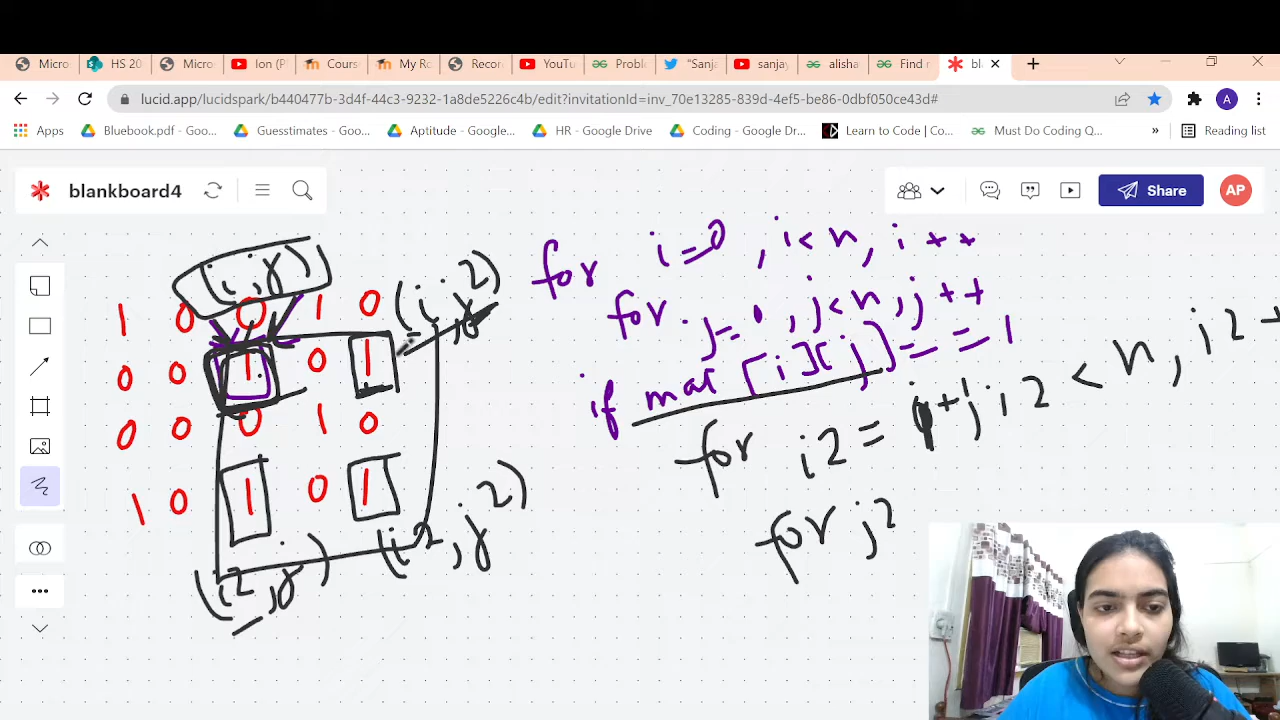 Micro
HS 20
Micro
Ion (P
Cours
My Ro
Recor
YouTu
Proble
"Sanja
sanjay
alisha
Find r
bl
lucid.app/lucidspark/b440477b-3d4f-44c3-9232-1a8de5226c4b/edit?invitationId=inv_70e13285-839d-4ef5-be86-0dbf050ce43d#
A
Apps
Bluebook.pdf - Goo...
Guesstimates - Goo...
Aptitudes - Google...
HR - Google Drive
Coding - Google Dr...
Learn to Code | Co...
Must Do Coding Q...
»
Reading list
blankboard4
Share
AP
(i,j)
(i,j2)
1 0 0 1 0
0 0 1 0 1
0 0 0 1 0
1 0 1 0 1
(i2,j)
(i2,j2)
for i=0, i<n, i++
for j=0, j<n, j++
if mat[i][j]==1
for i2 = i+1; i2 < n, i2+
for j2